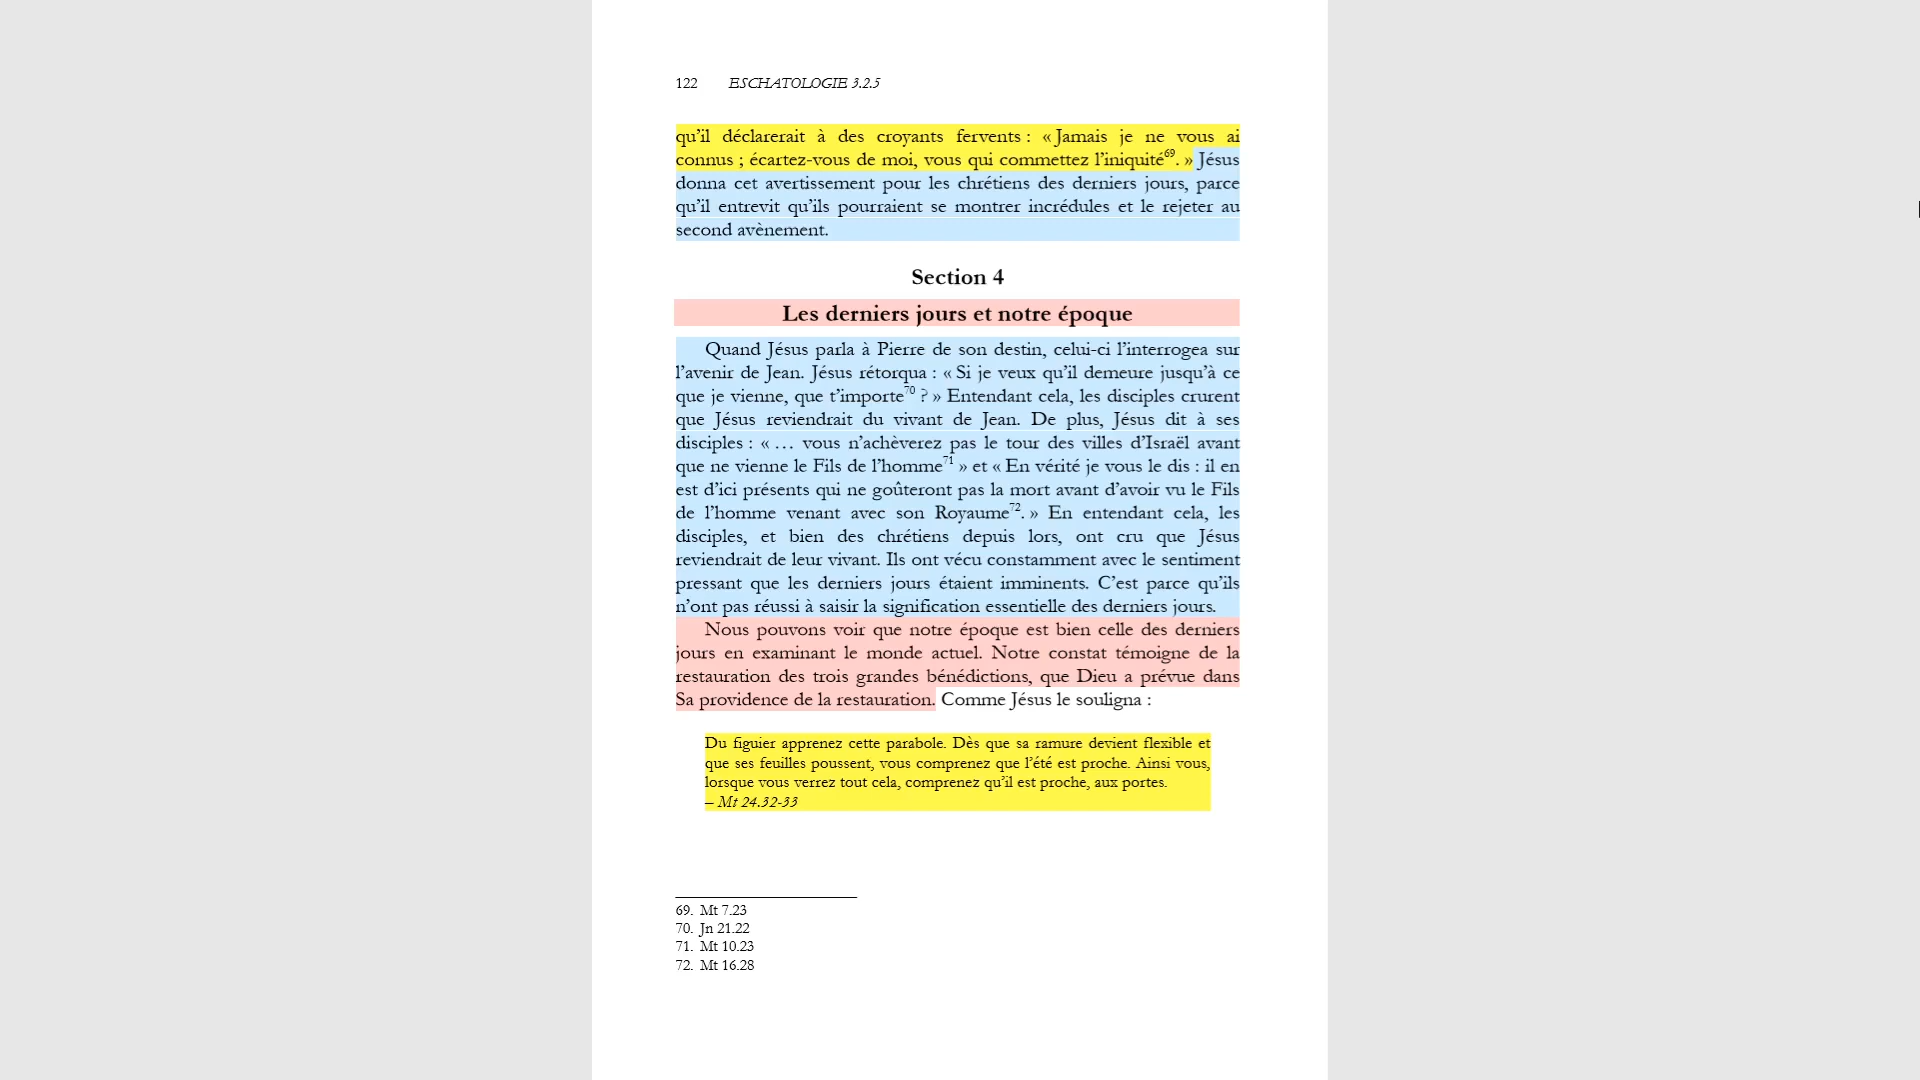 122 ESCHATOLOGIE 3.2.5
qu’il déclarerait à des croyants fervents : « Jamais je ne vous ai
connus ; écartez-vous de moi, vous qui commettez l’iniquité69. » Jésus
donna cet avertissement pour les chrétiens des derniers jours, parce
qu’il entrevit qu’ils pourraient se montrer incrédules et le rejeter au
second avènement.
Section 4
Les derniers jours et notre époque
Quand Jésus parla à Pierre de son destin, celui-ci l’interrogea sur
l’avenir de Jean. Jésus rétorqua : « Si je veux qu’il demeure jusqu’à ce
que je vienne, que t’importe70 ? » Entendant cela, les disciples crurent
que Jésus reviendrait du vivant de Jean. De plus, Jésus dit à ses
disciples : « … vous n’achèverez pas le tour des villes d’Israël avant
que ne vienne le Fils de l’homme71 » et « En vérité je vous le dis : il en
est d’ici présents qui ne goûteront pas la mort avant d’avoir vu le Fils
de l’homme venant avec son Royaume72. » En entendant cela, les
disciples, et bien des chrétiens depuis lors, ont cru que Jésus
reviendrait de leur vivant. Ils ont vécu constamment avec le sentiment
pressant que les derniers jours étaient imminents. C’est parce qu’ils
n’ont pas réussi à saisir la signification essentielle des derniers jours.
Nous pouvons voir que notre époque est bien celle des derniers
jours en examinant le monde actuel. Notre constat témoigne de la
restauration des trois grandes bénédictions, que Dieu a prévue dans
Sa providence de la restauration. Comme Jésus le souligna :
Du figuier apprenez cette parabole. Dès que sa ramure devient flexible et
que ses feuilles poussent, vous comprenez que l’été est proche. Ainsi vous,
lorsque vous verrez tout cela, comprenez qu’il est proche, aux portes.
– Mt 24.32-33
69. Mt 7.23
70. Jn 21.22
71. Mt 10.23
72. Mt 16.28